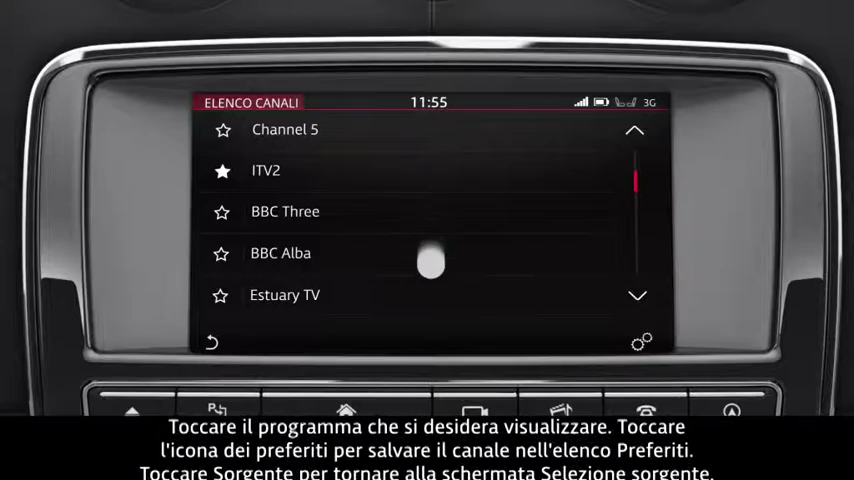 ELENCO CANALI
11:55
3G
Channel 5
ITV2
BBC Three
BBC Alba
Estuary TV
P
Toccare il programma che si desidera visualizzare. Toccare
l'icona dei preferiti per salvare il canale nell'elenco Preferiti.
Toccare Sorgente per tornare alla schermata Selezione sorgente.